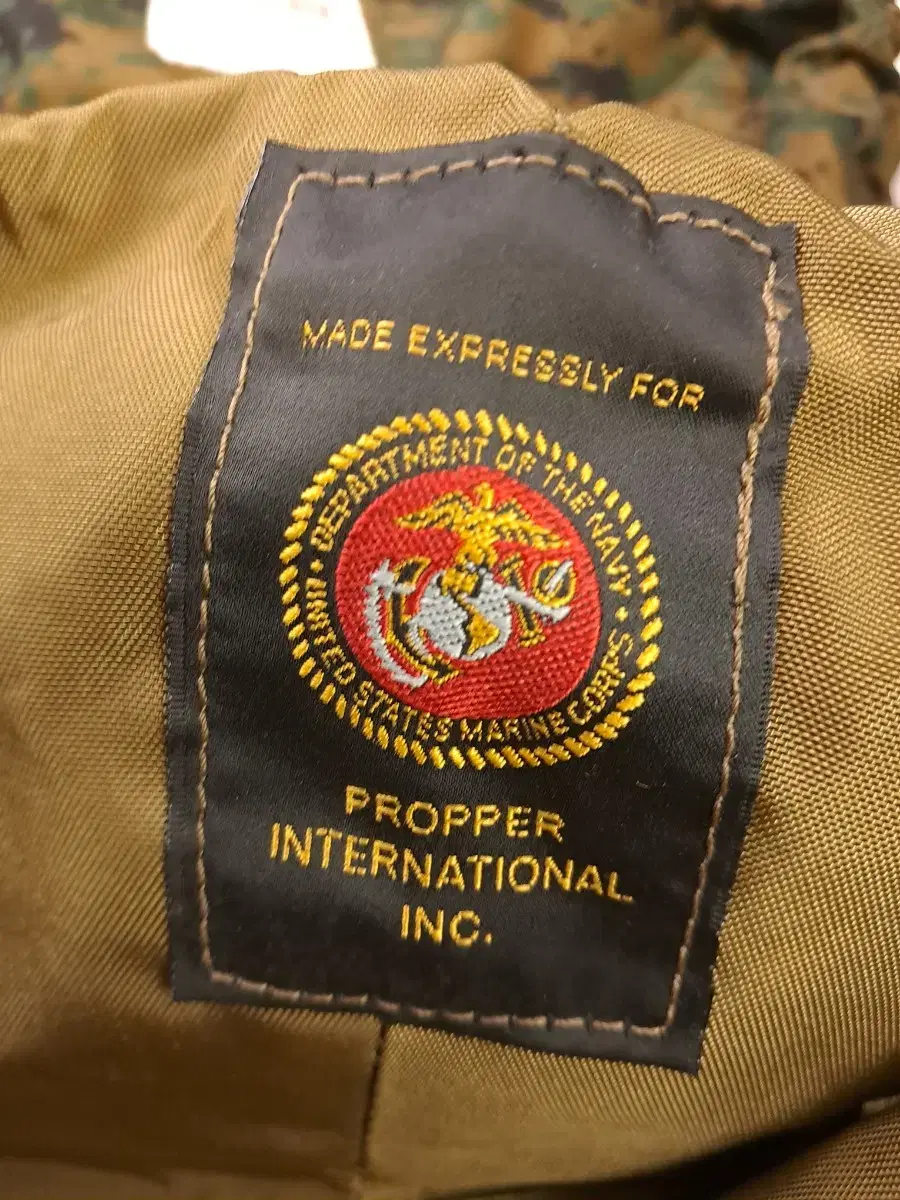 MADE EXPRESSLY FOR
DEPARTMENT OF THE NAVY •
UNITED STATES MARINE CORPS •
PROPPER
INTERNATIONAL
INC.